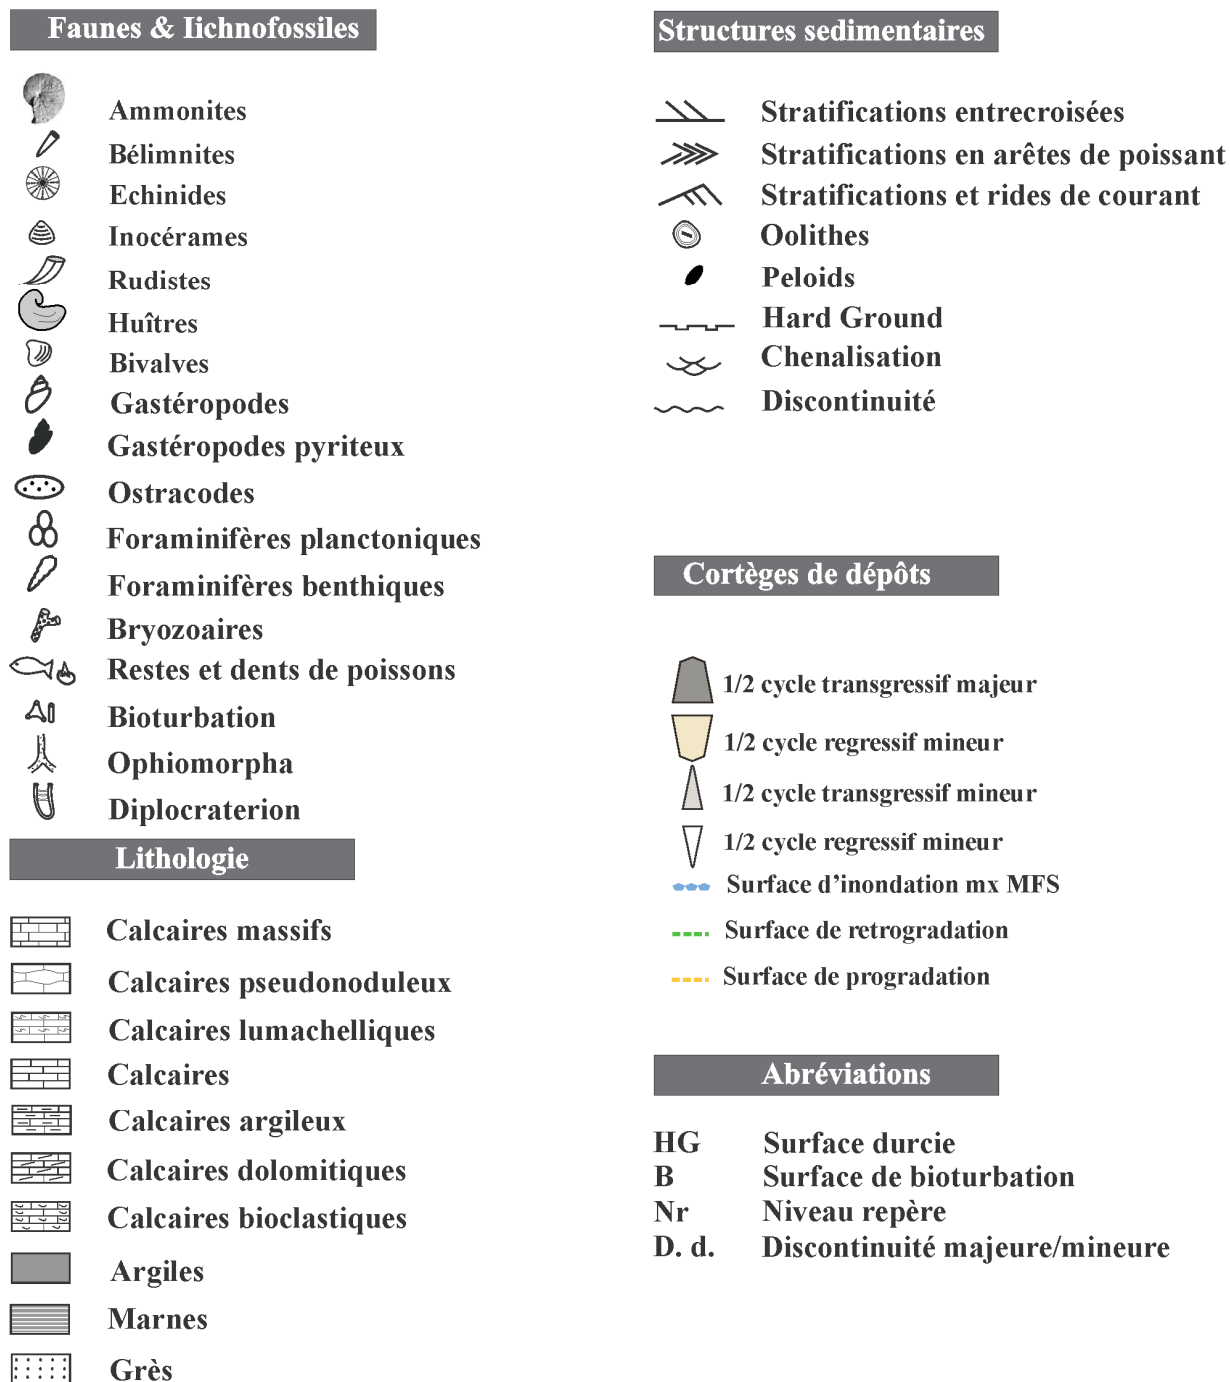 Faunes & Iichnofossiles
Ammonites
Bélimnites
Echinides
Inocérames
Rudistes
Huîtres
Bivalves
Gastéropodes
Gastéropodes pyriteux
Ostracodes
Foraminifères planctoniques
Foraminifères benthiques
Bryozoaires
Restes et dents de poissons
Bioturbation
Ophiomorpha
Diplocraterion
Lithologie
Calcaires massifs
Calcaires pseudonoduleux
Calcaires lumachelliques
Calcaires
Calcaires argileux
Calcaires dolomitiques
Calcaires bioclastiques
Argiles
Marnes
Grès
Structures sedimentaires
Stratifications entrecroisées
Stratifications en arêtes de poissant
Stratifications et rides de courant
Oolithes
Peloids
Hard Ground
Chenalisation
Discontinuité
Cortèges de dépôts
1/2 cycle transgressif majeur
1/2 cycle regressif mineur
1/2 cycle transgressif mineur
1/2 cycle regressif mineur
Surface d’inondation mx MFS
Surface de retrogradation
Surface de progradation
Abréviations
HG Surface durcie
B Surface de bioturbation
Nr Niveau repère
D. d. Discontinuité majeure/mineure